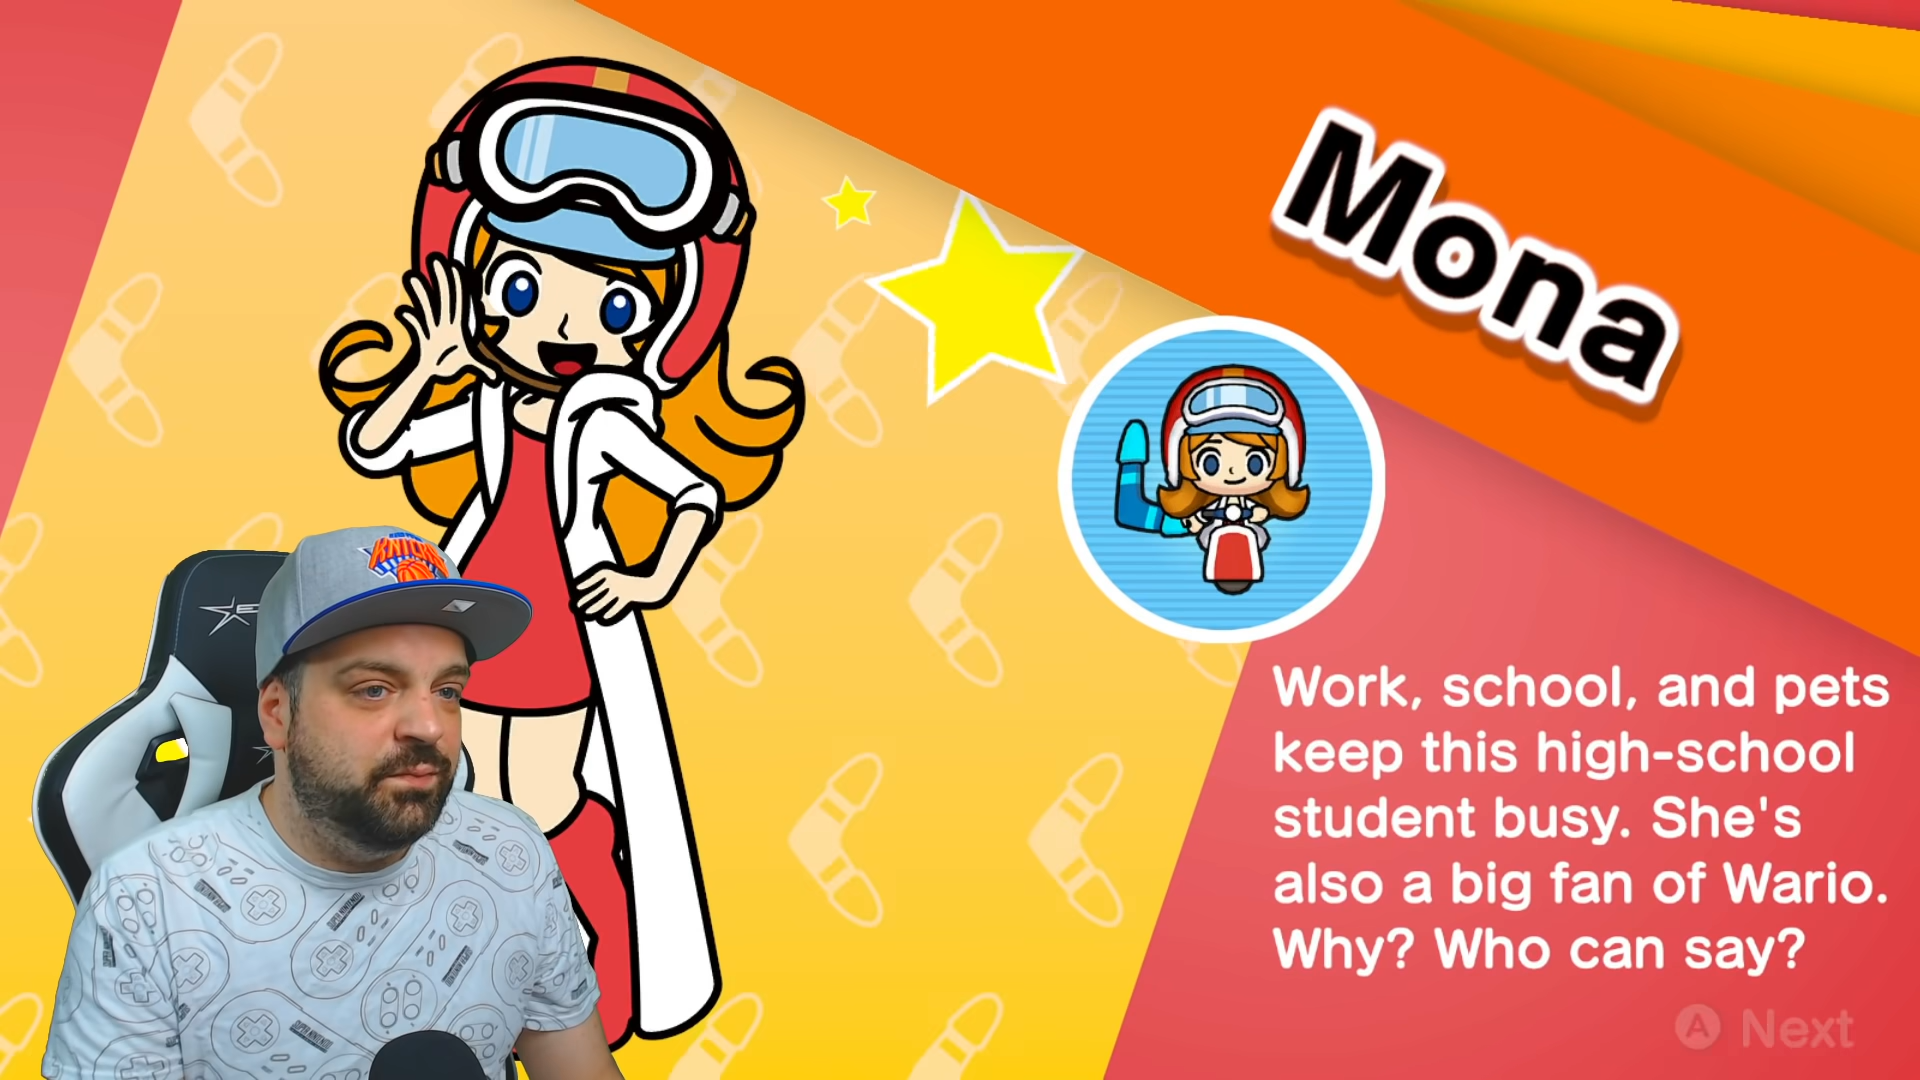 Mona
Work, school, and pets
keep this high-school
student busy. She's
also a big fan of Wario.
Why? Who can say?
A Next
KNICKS
E